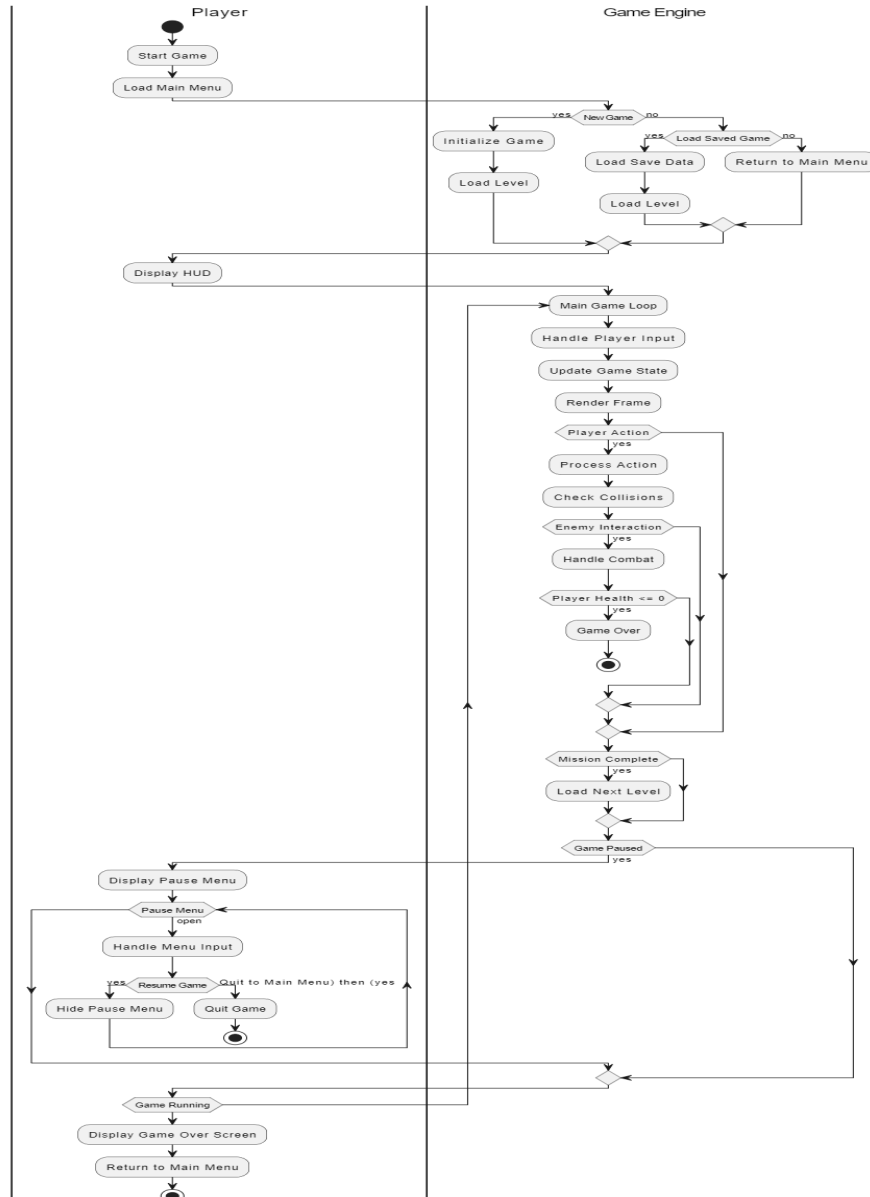 Player
Game Engine
Start Game
Load Main Menu
yes
New Game
no
Initialize Game
yes
Load Saved Game
no
Load Save Data
Return to Main Menu
Load Level
Load Level
Display HUD
Main Game Loop
Handle Player Input
Update Game State
Render Frame
Player Action
yes
Process Action
Check Collisions
Enemy Interaction
yes
Handle Combat
Player Health <= 0
yes
Game Over
Mission Complete
yes
Load Next Level
Game Paused
yes
Display Pause Menu
Pause Menu
open
Handle Menu Input
yes
Resume Game
Quit to Main Menu) then (yes
Hide Pause Menu
Quit Game
Game Running
Display Game Over Screen
Return to Main Menu